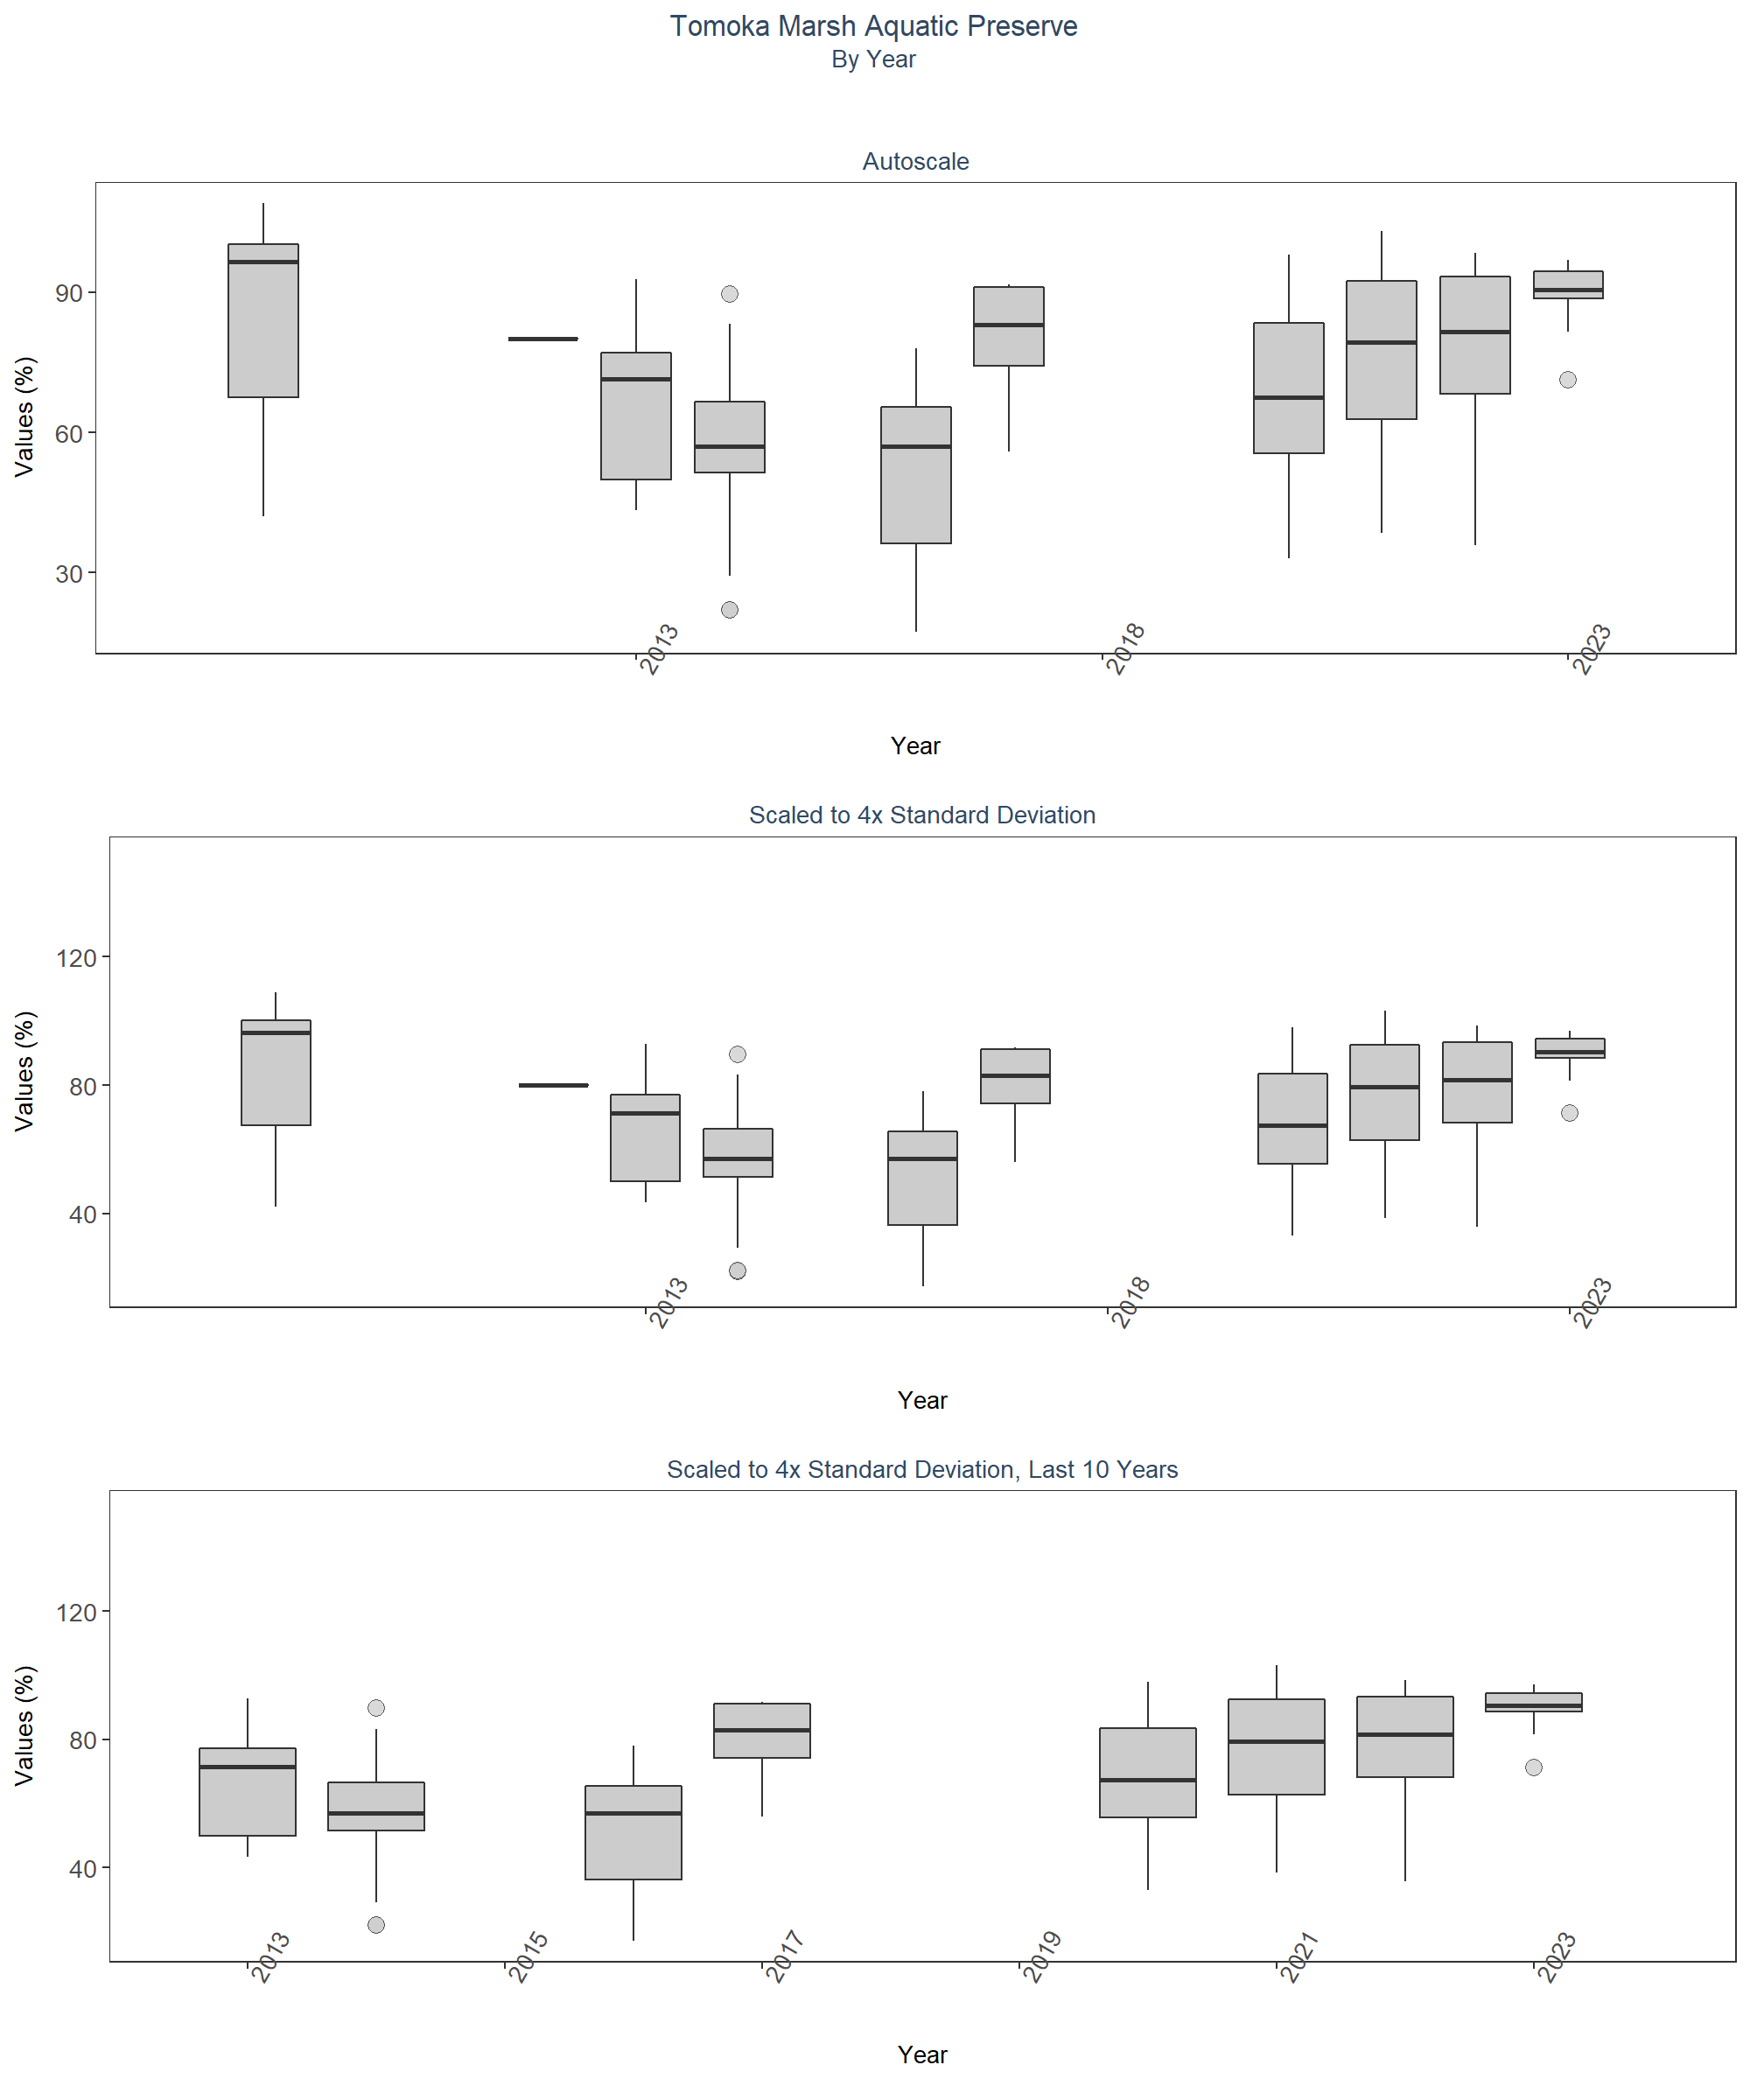 Tomoka Marsh Aquatic Preserve
By Year
Autoscale
Values (%)
90
60
30
2013 2018 2023
Year
Scaled to 4x Standard Deviation
Values (%)
120
80
40
2013 2018 2023
Year
Scaled to 4x Standard Deviation, Last 10 Years
Values (%)
120
80
40
2013 2015 2017 2019 2021 2023
Year